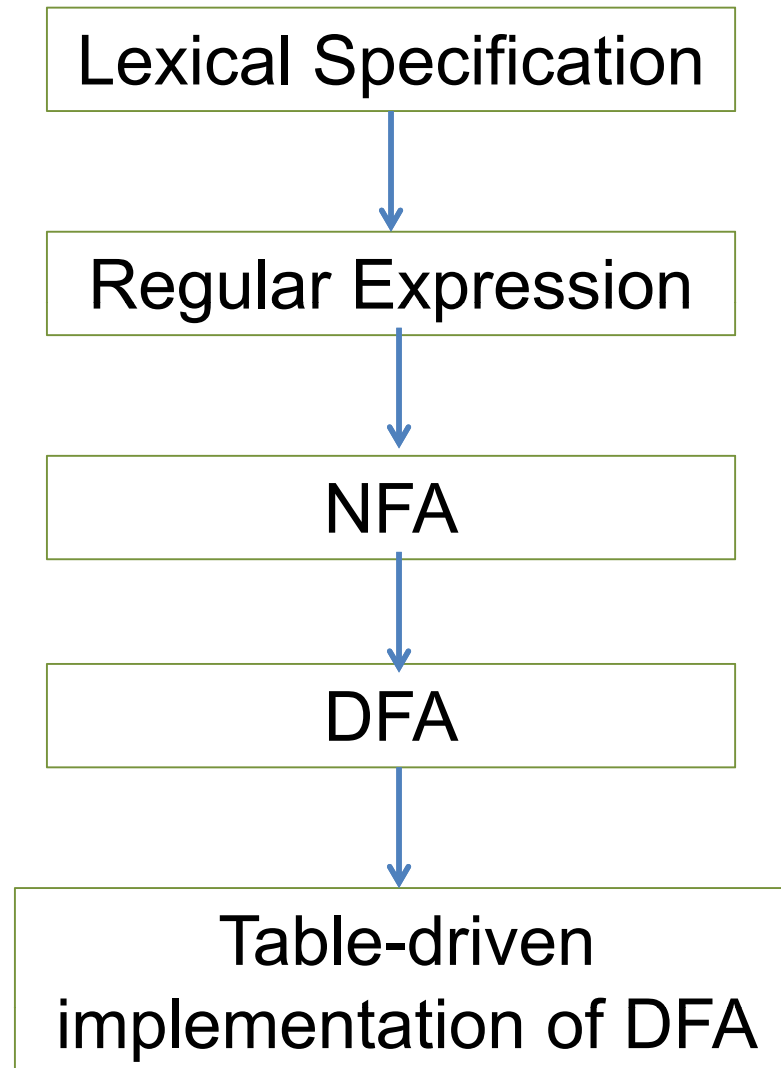 Lexical Specification
Regular Expression
NFA
DFA
Table-driven
implementation of DFA